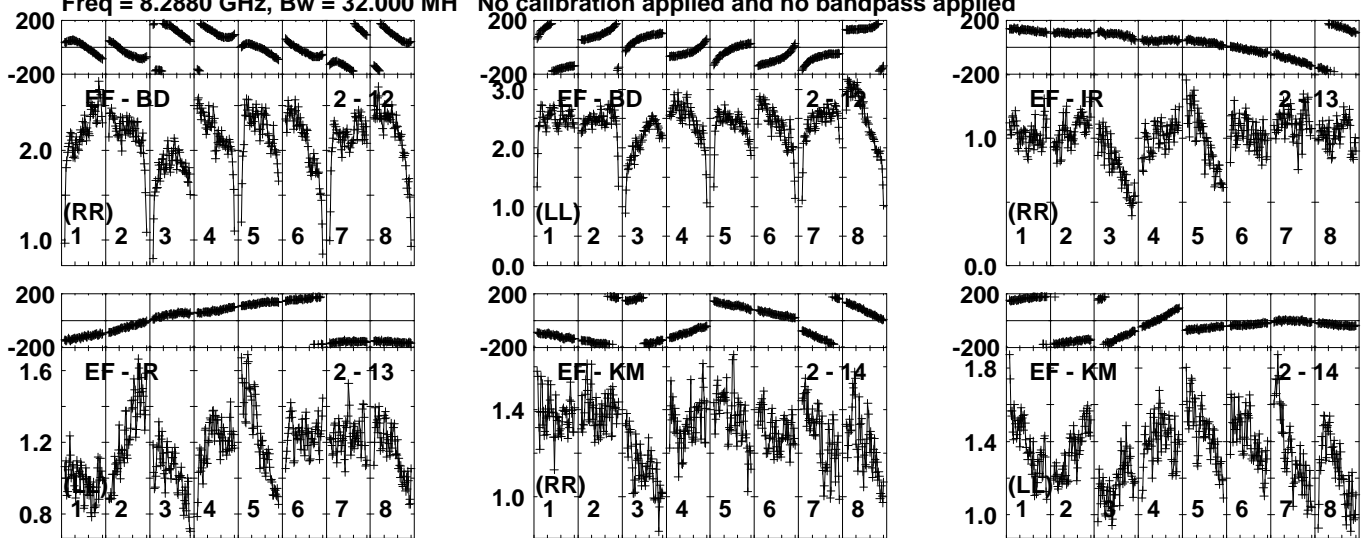 Freq = 8.2880 GHz, Bw = 32.000 MH No calibration applied and no bandpass applied
200 200 200
-200 -200 -200
EF - BD 2 - 12 3.0 EF - BD 2 - 12 EF - IR 2 - 13
2.0 2.0 1.0
(RR) 1.0 (LL) (RR)
1.0 1 2 3 4 5 6 7 8 1 2 3 4 5 6 7 8 1 2 3 4 5 6 7 8
0.0 0.0
200 200 200
-200 -200 -200
1.6 EF - IR 2 - 13 EF - KM 2 - 14 1.8 EF - KM 2 - 14
1.2 1.4 1.4
(LL) 1.0 (RR) (LL)
0.8 1 2 3 4 5 6 7 8 1 2 3 4 5 6 7 8 1.0 1 2 3 4 5 6 7 8